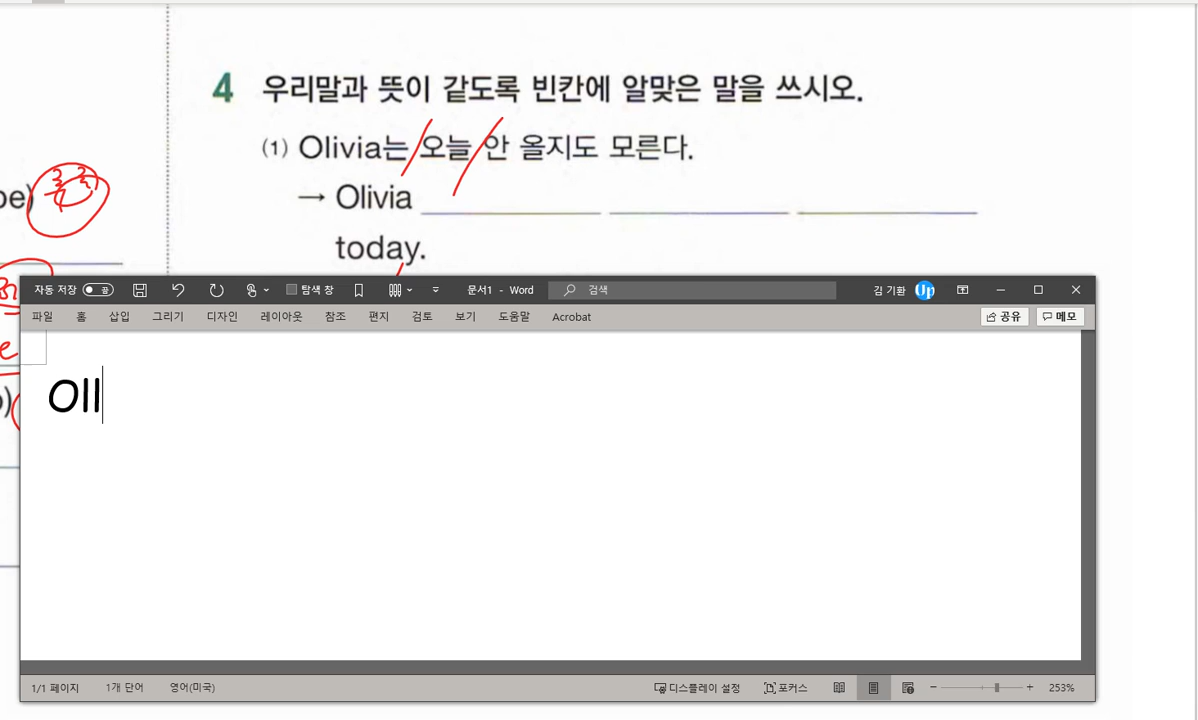 4 우리말과 뜻이 같도록 빈칸에 알맞은 말을 쓰시오.
(1) Olivia는 오늘 안 올지도 모른다.
→ Olivia
today.
자동 저장 끔 탐색 창 문서1 - Word 검색 김 기환 Up
파일 홈 삽입 그리기 디자인 레이아웃 참조 편지 검토 보기 도움말 Acrobat 공유 메모
에
1/1 페이지 1개 단어 영어(미국) 디스플레이 설정 포커스 253%